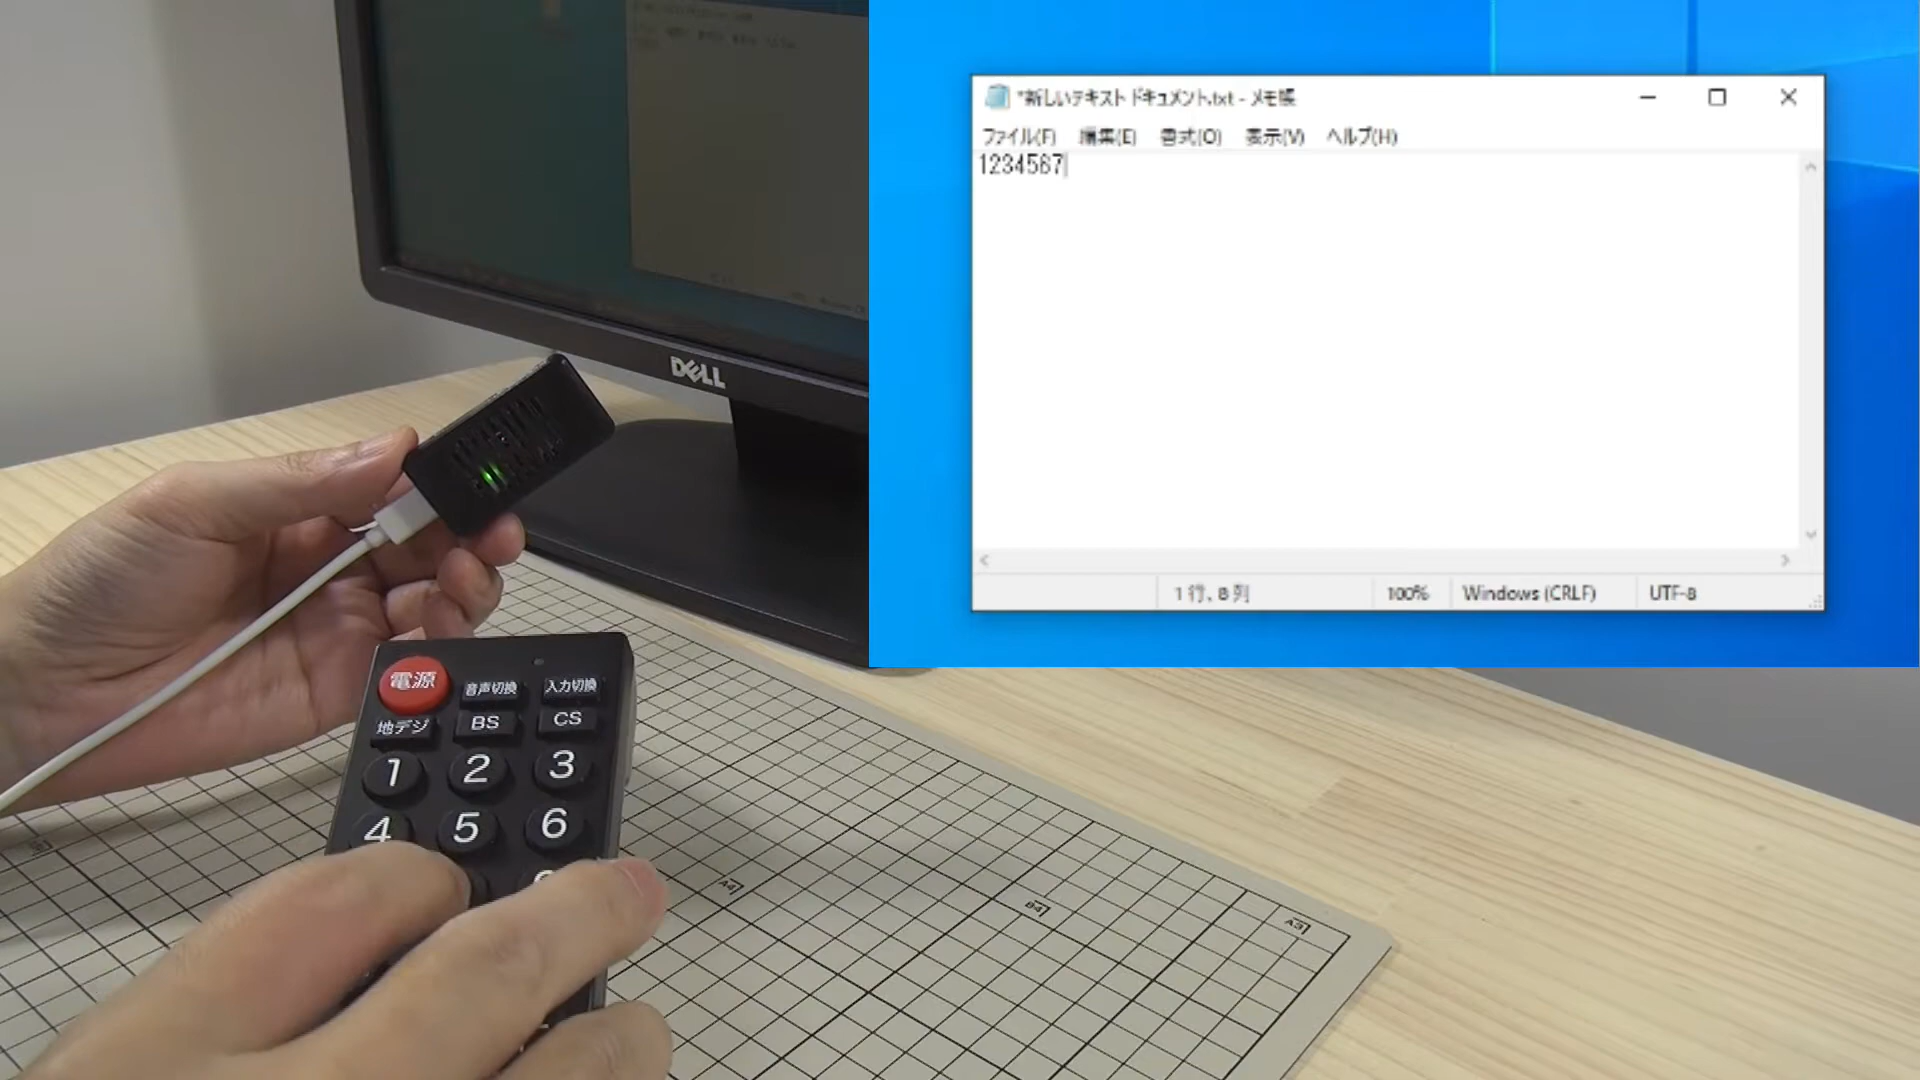 *新しいテキスト ドキュメント.txt - メモ帳
ファイル(F) 編集(E) 書式(O) 表示(V) ヘルプ(H)
1234567
1 行、8 列 100% Windows (CRLF) UTF-8
DELL
電源 音声切換 入力切換
地デジ BS CS
1 2 3
4 5 6
A4
B4
A3